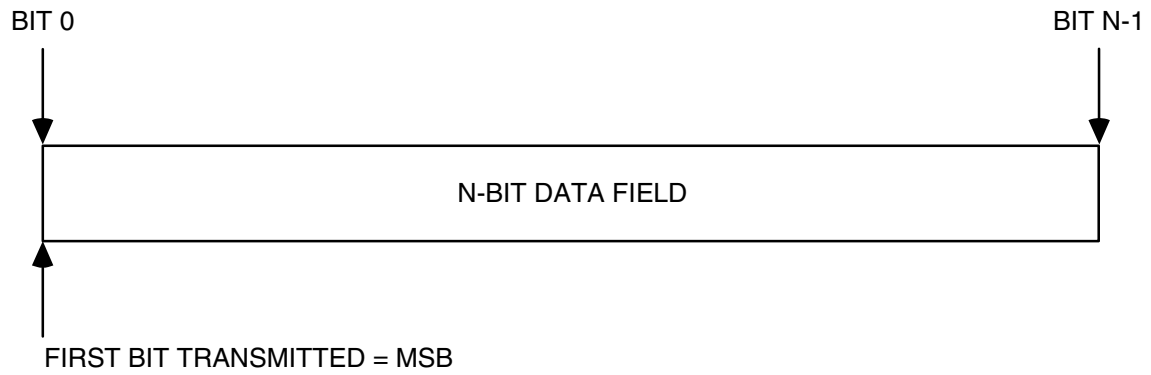 BIT 0
BIT N-1
N-BIT DATA FIELD
FIRST BIT TRANSMITTED = MSB